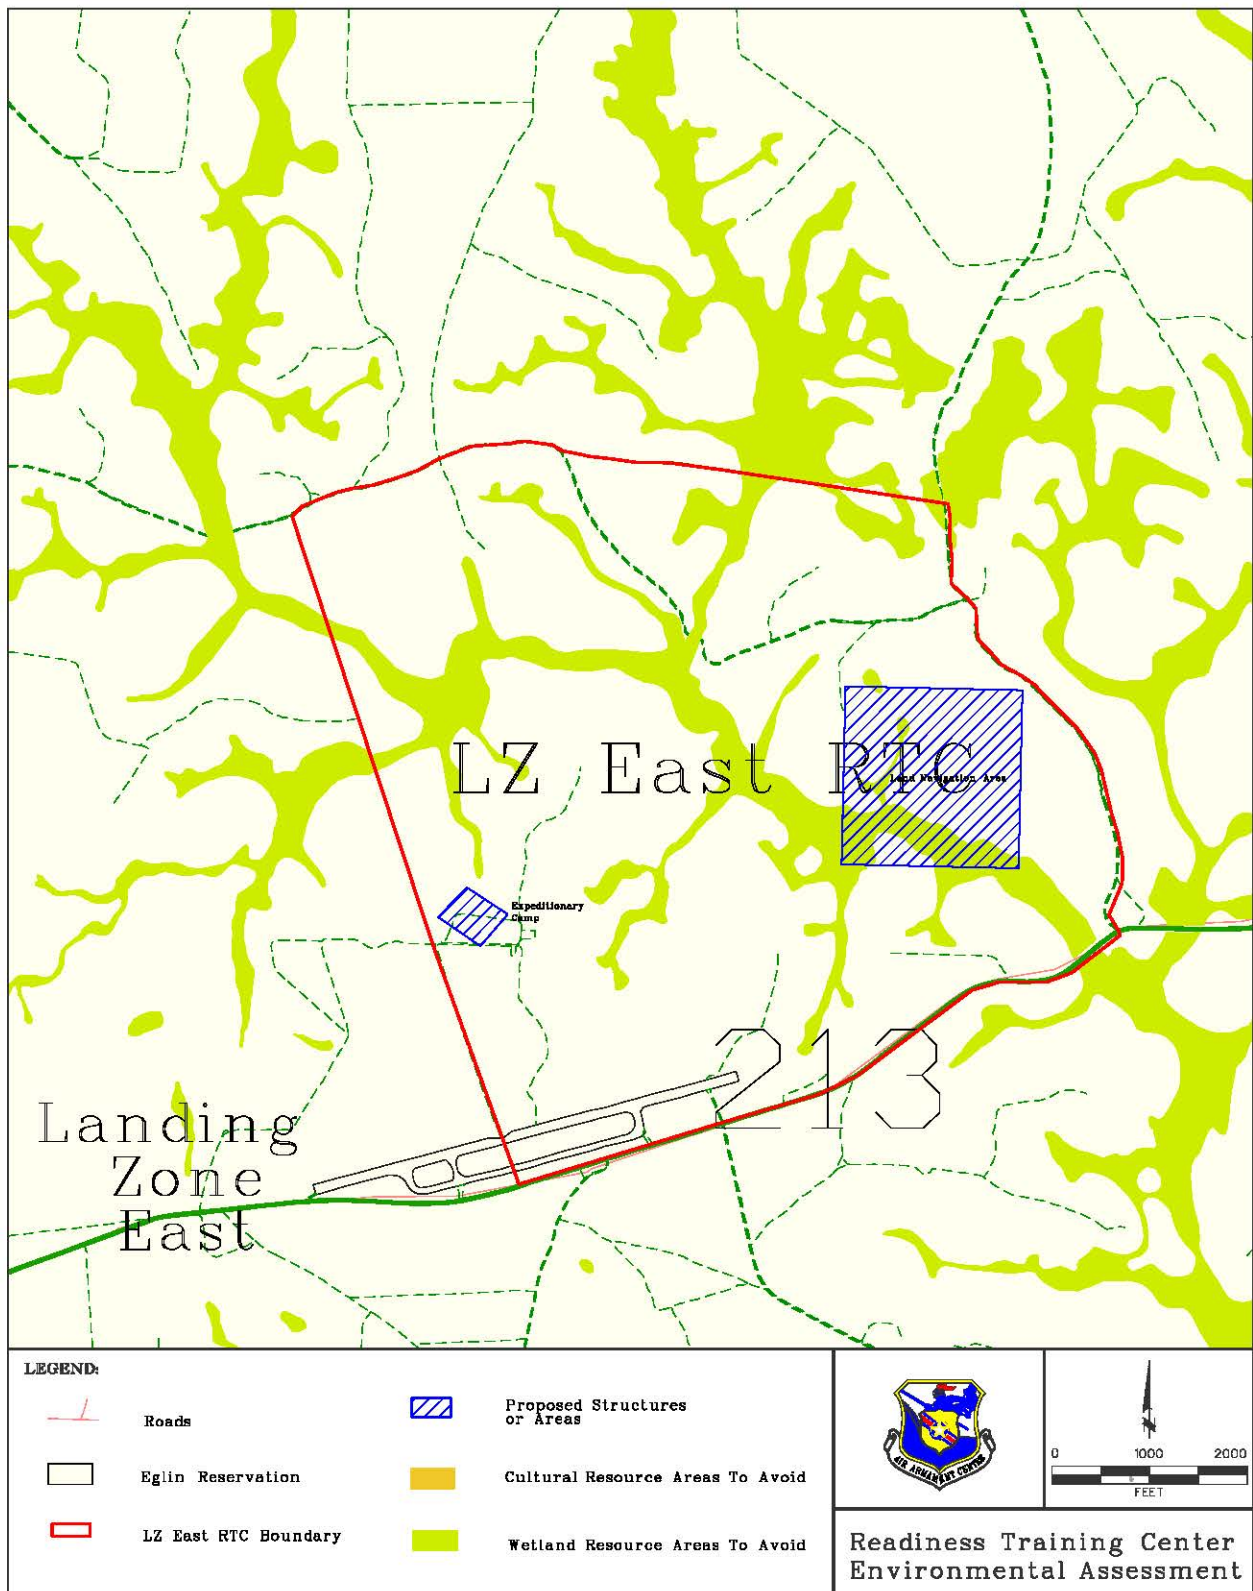 LZ East RTC
Land Navigation Area
Expeditionary
Camp
213
Landing
Zone
East
LEGEND:
Roads
Eglin Reservation
LZ East RTC Boundary
Proposed Structures
or Areas
Cultural Resource Areas To Avoid
Wetland Resource Areas To Avoid
AIR ARMAMENT CENTER
N
0 1000 2000
FEET
Readiness Training Center
Environmental Assessment